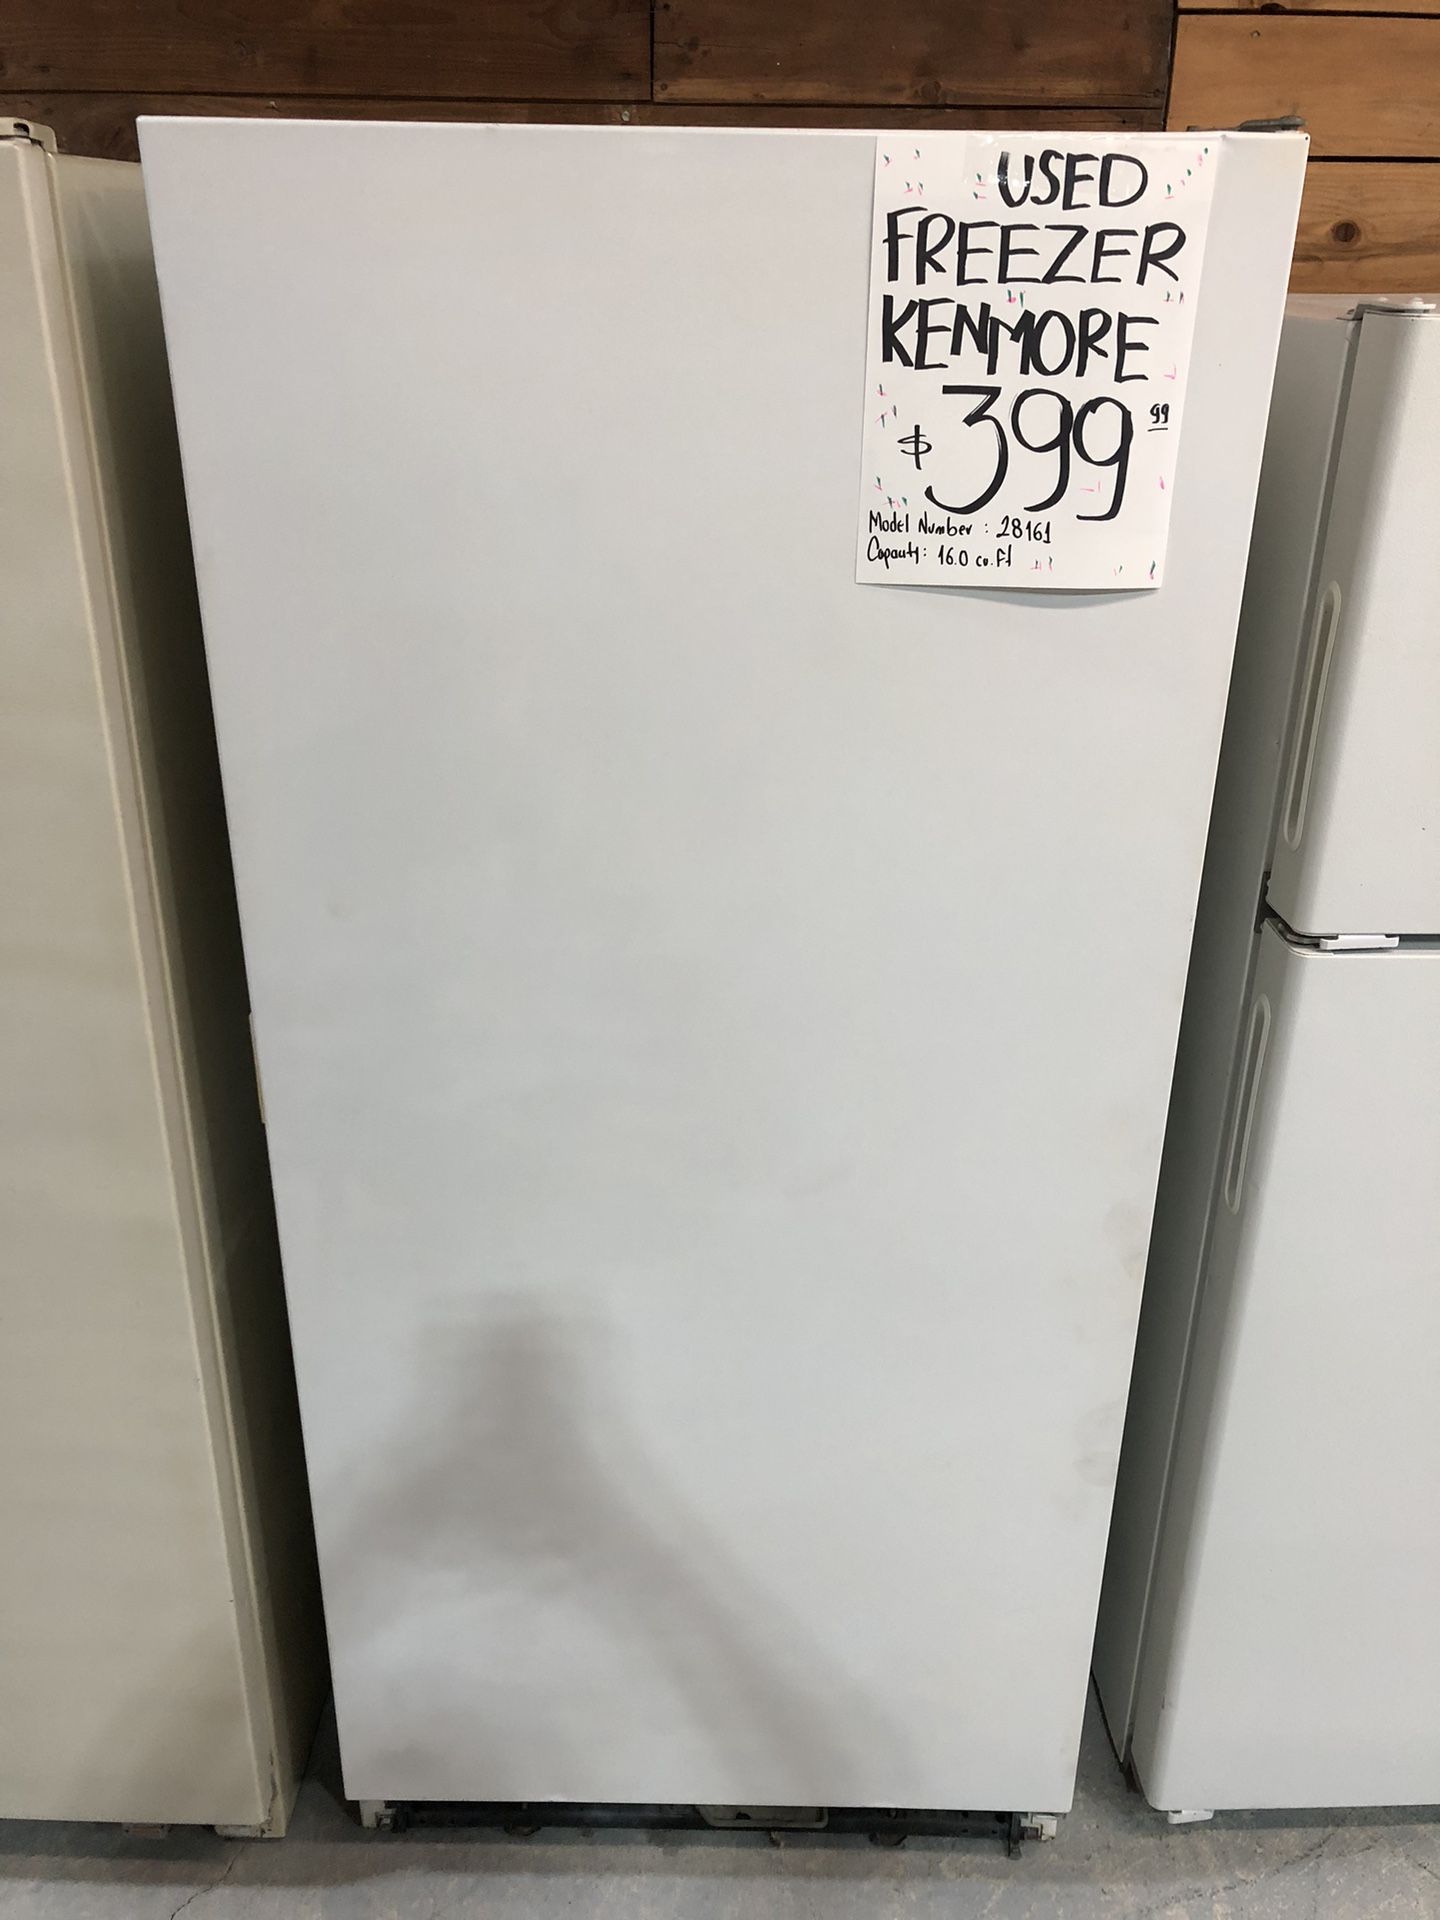 USED
FREEZER
KENMORE
$399 99
Model Number: 28161
Capacity: 16.0 cu.ft